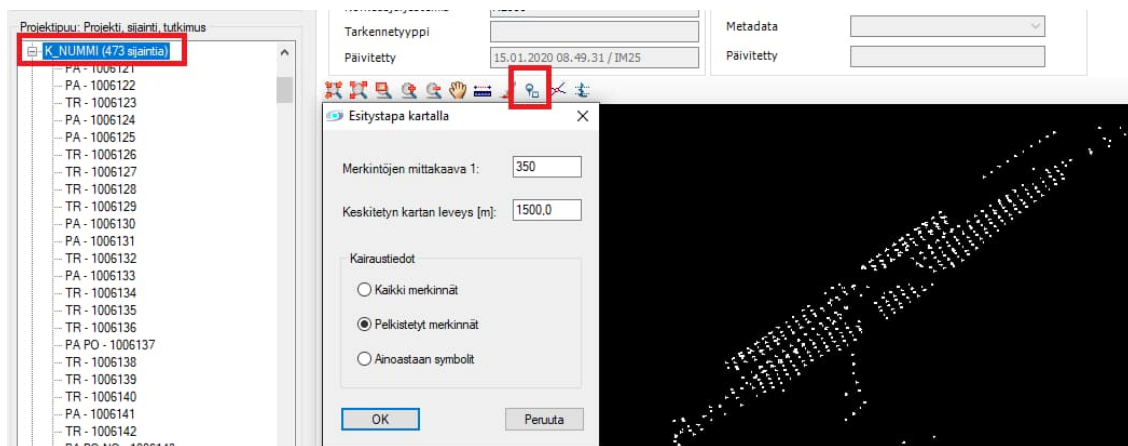 Projektipuu: Projekti, sijainti, tutkimus
K_NUMMI (473 sijaintia)
PA - 1006121
PA - 1006122
TR - 1006123
PA - 1006124
PA - 1006125
TR - 1006126
TR - 1006127
TR - 1006128
TR - 1006129
PA - 1006130
PA - 1006131
TR - 1006132
PA - 1006133
TR - 1006134
TR - 1006135
TR - 1006136
PA PO - 1006137
TR - 1006138
TR - 1006139
TR - 1006140
PA - 1006141
TR - 1006142
Tarkennetyyppi
Päivitetty
15.01.2020 08.49.31 / IM25
Metadata
Päivitetty
Esitystapa kartalla
Merkintöjen mittakaava 1:
350
Keskitetyn kartan leveys [m]:
1500,0
Kairaustiedot
Kaikki merkinnät
Pelkistetyt merkinnät
Ainoastaan symbolit
OK
Peruuta